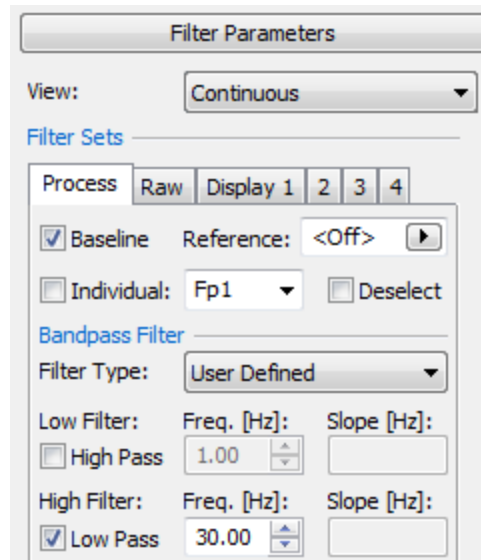 Filter Parameters
View: Continuous
Filter Sets
Process Raw Display 1 2 3 4
Baseline Reference: <Off>
Individual: Fp1 Deselect
Bandpass Filter
Filter Type: User Defined
Low Filter: Freq. [Hz]: Slope [Hz]:
High Pass 1.00
High Filter: Freq. [Hz]: Slope [Hz]:
Low Pass 30.00